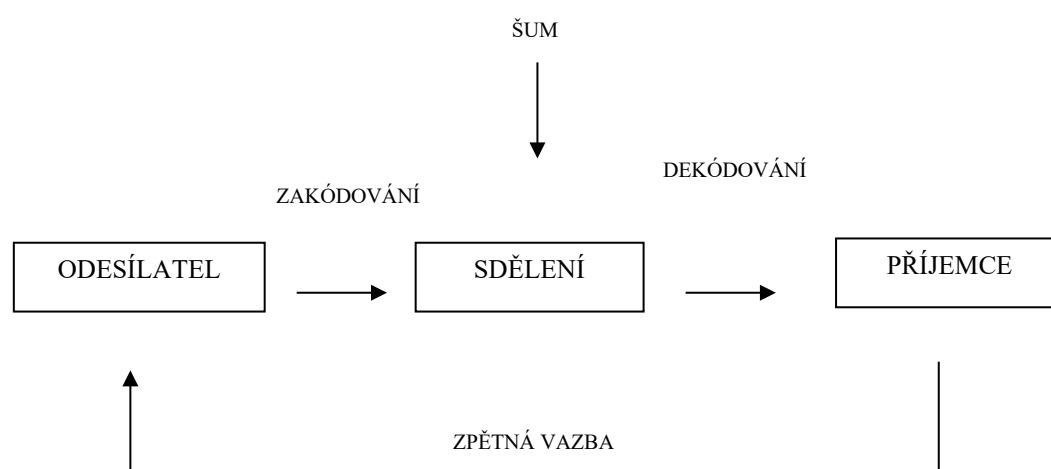 ŠUM
DEKÓDOVÁNÍ
ZAKÓDOVÁNÍ
ODESÍLATEL
SDĚLENÍ
PŘÍJEMCE
ZPĚTNÁ VAZBA